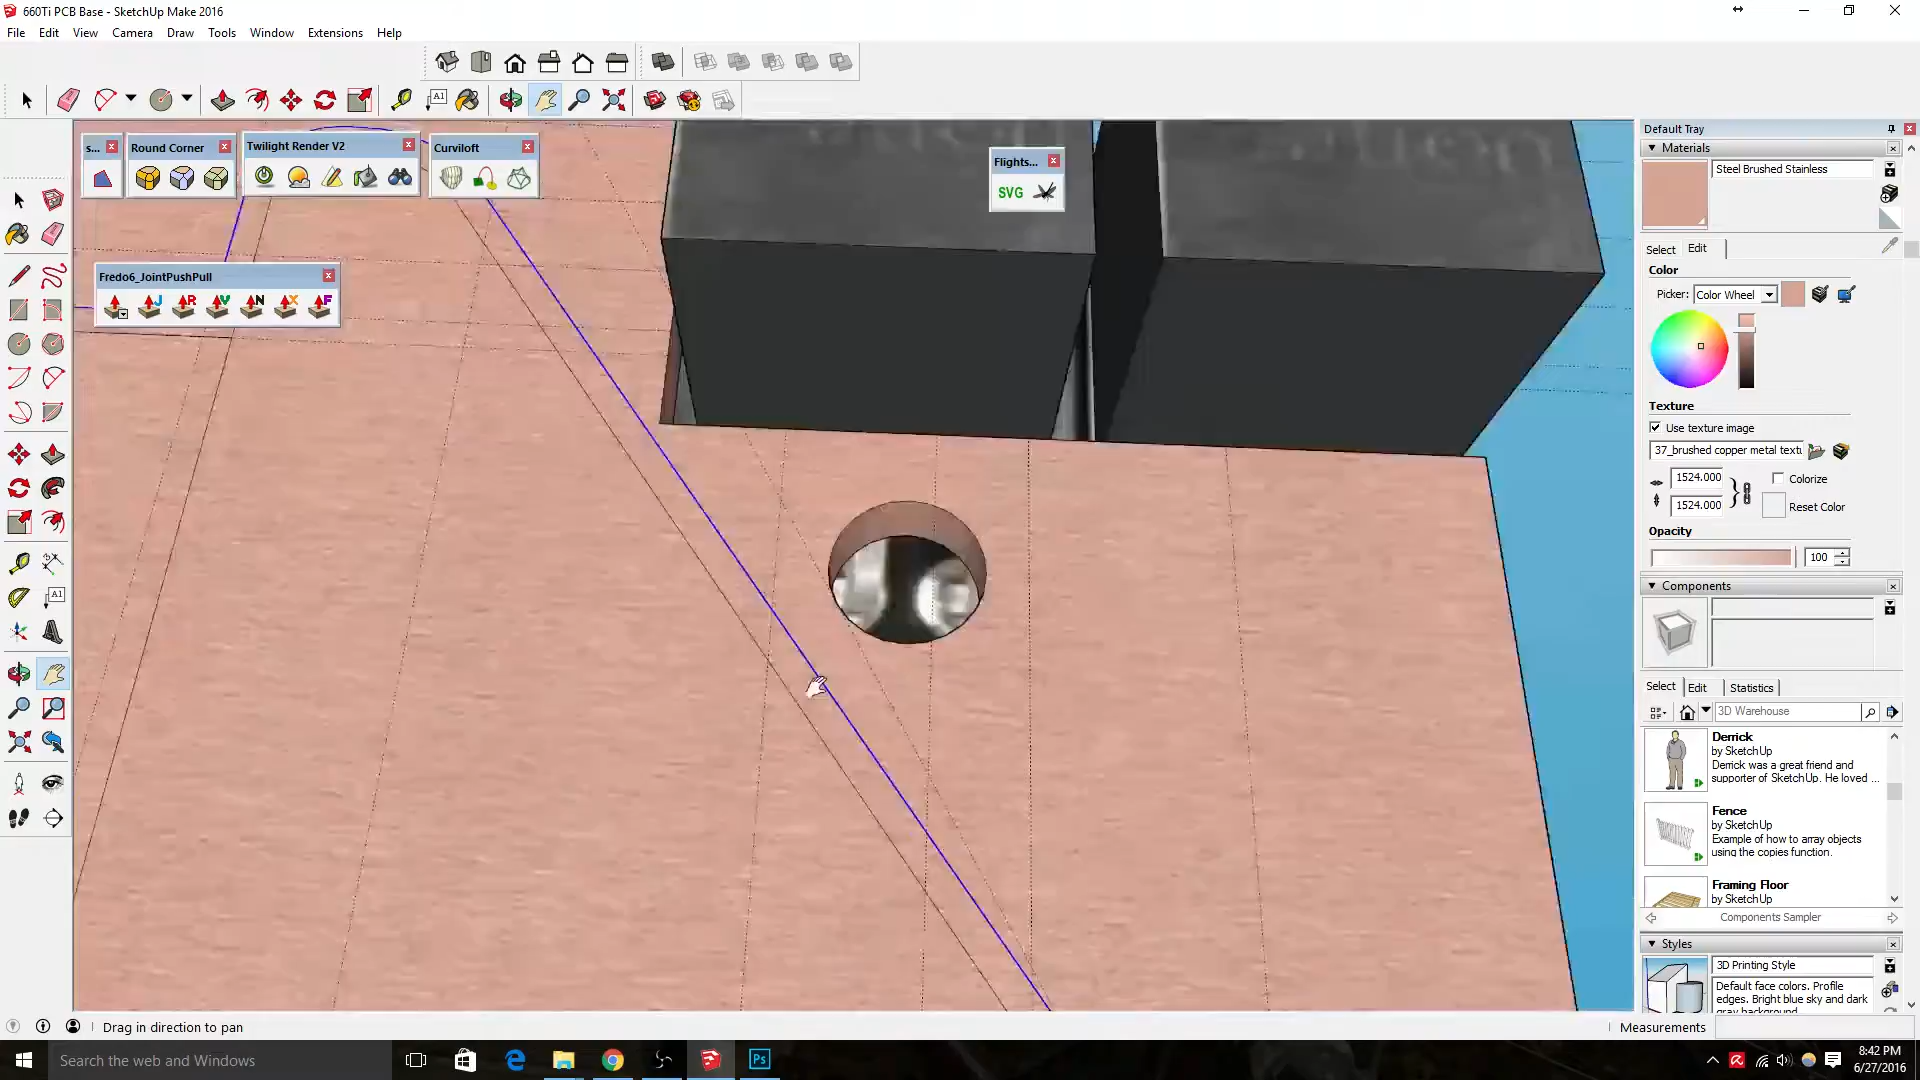 660Ti PCB Base - SketchUp Make 2016
File Edit View Camera Draw Tools Window Extensions Help
A1
Default Tray
Materials
Steel Brushed Stainless
s...
Round Corner
Twilight Render V2
Curviloft
Flights...
SVG
Select Edit
Color
Picker: Color Wheel
Fredo6_JointPushPull
J R V N X F
Texture
Use texture image
37_brushed copper metal textu
1524.000
Colorize
1524.000
Reset Color
Opacity
100
Components
A1
Select Edit Statistics
3D Warehouse
Derrick
by SketchUp
Derrick was a great friend and
supporter of SketchUp. He loved ...
Fence
by SketchUp
Example of how to array objects
using the copies function.
Framing Floor
by SketchUp
Components Sampler
Styles
3D Printing Style
Default face colors. Profile
edges. Bright blue sky and dark
gray background.
Drag in direction to pan
Measurements
Search the web and Windows
Ps
8:42 PM
6/27/2016